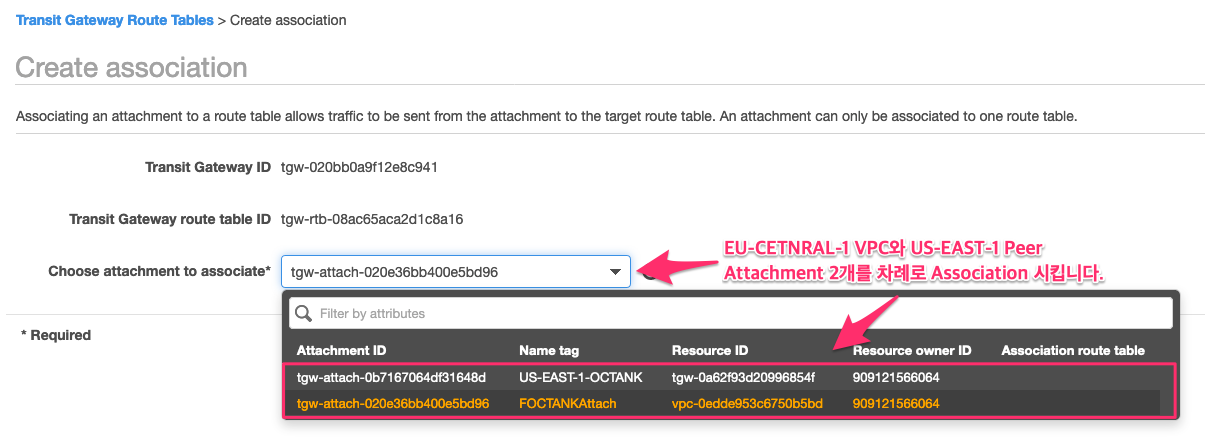 Transit Gateway Route Tables > Create association
Create association
Associating an attachment to a route table allows traffic to be sent from the attachment to the target route table. An attachment can only be associated to one route table.
Transit Gateway ID tgw-020bb0a9f12e8c941
Transit Gateway route table ID tgw-rtb-08ac65aca2d1c8a16
EU-CETNRAL-1 VPC와 US-EAST-1 Peer
Choose attachment to associate* tgw-attach-020e36bb400e5bd96
Attachment 2개를 차례로 Association 시킵니다.
Filter by attributes
* Required
Attachment ID Name tag Resource ID Resource owner ID Association route table
tgw-attach-0b7167064df31648d US-EAST-1-OCTANK tgw-0a62f93d20996854f 909121566064
tgw-attach-020e36bb400e5bd96 FOCTANKAttach vpc-0edde953c6750b5bd 909121566064